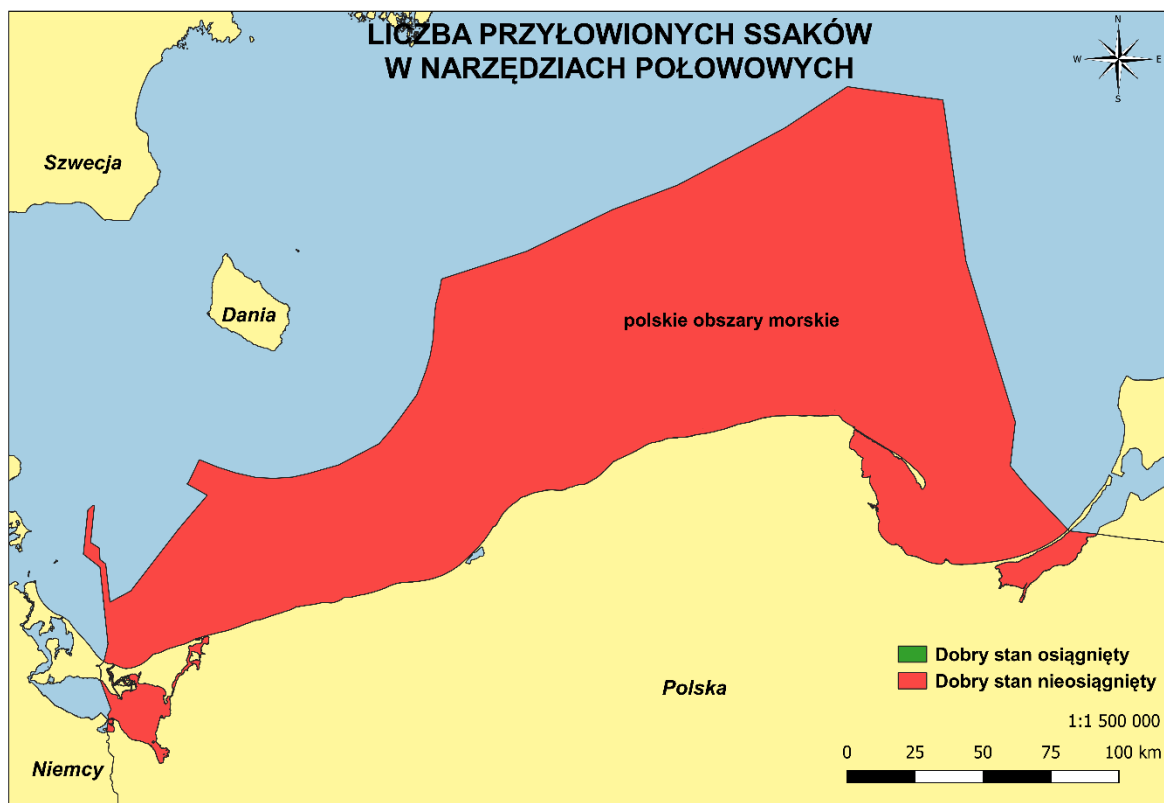 LICZBA PRZYŁOWIONYCH SSAKÓW
W NARZĘDZIACH POŁOWOWYCH
N
W E
S
Szwecja
Dania
polskie obszary morskie
Dobry stan osiągnięty
Dobry stan nieosiągnięty
Polska
1:1 500 000
0 25 50 75 100 km
Niemcy